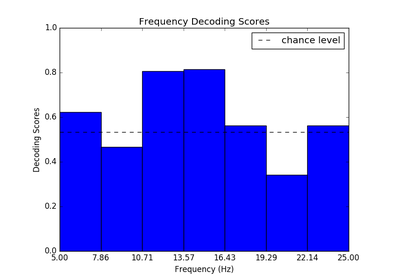 Frequency Decoding Scores
1.0
chance level
0.8
0.6
0.4
0.2
0.0
Decoding Scores
5.00 7.86 10.71 13.57 16.43 19.29 22.14 25.00
Frequency (Hz)